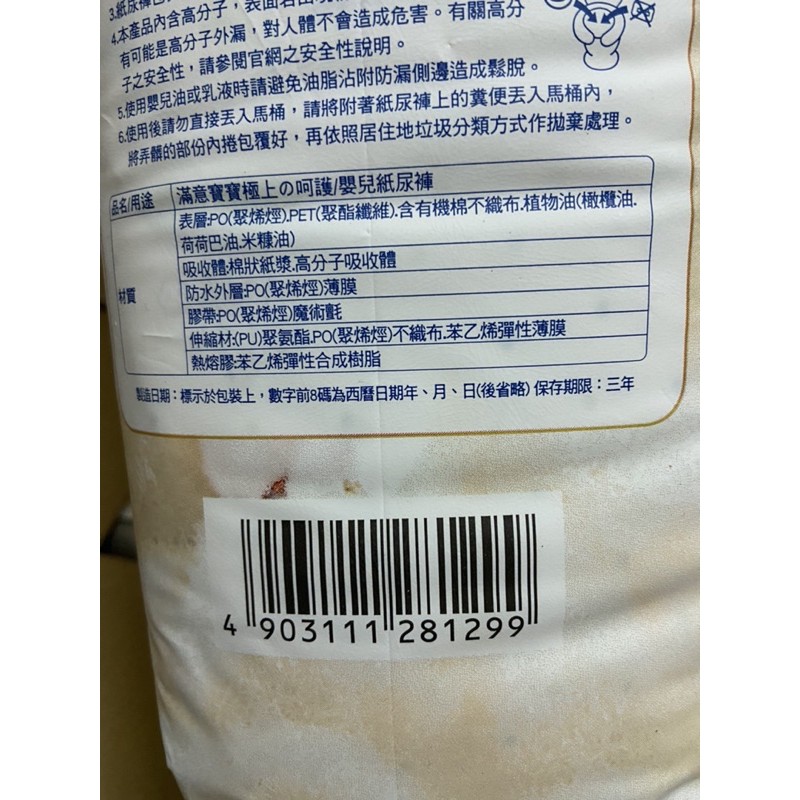 3.紙尿褲
4.本產品內含高分子，表面若
有可能是高分子外漏，對人體不會造成危害。有關高分
子之安全性，請參閱官網之安全性說明。
5.使用嬰兒油或乳液時請避免油脂沾附防漏側邊造成鬆脫。
6.使用後請勿直接丟入馬桶，請將附著紙尿褲上的糞便丟入馬桶內，
將弄髒的部份內捲包覆好，再依照居住地垃圾分類方式作拋棄處理。
品名/用途 滿意寶寶極上の呵護/嬰兒紙尿褲
材質
表層:PO(聚烯烴).PET(聚酯纖維).含有機棉不織布.植物油(橄欖油.
荷荷巴油.米糠油)
吸收體:棉狀紙漿.高分子吸收體
防水外層:PO(聚烯烴)薄膜
膠帶:PO(聚烯烴)魔術氈
伸縮材:(PU)聚氨酯.PO(聚烯烴)不織布.苯乙烯彈性薄膜
熱熔膠:苯乙烯彈性合成樹脂
製造日期：標示於包裝上，數字前8碼為西曆日期年、月、日(後省略) 保存期限：三年
4 903111 281299